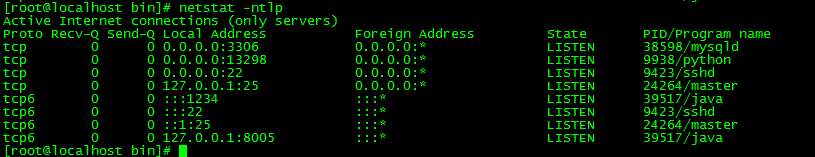 [root@localhost bin]# netstat -ntlp
Active Internet connections (only servers)
Proto Recv-Q Send-Q Local Address           Foreign Address         State       PID/Program name
tcp        0      0 0.0.0.0:3306            0.0.0.0:*               LISTEN      38598/mysqld
tcp        0      0 0.0.0.0:13298           0.0.0.0:*               LISTEN      9938/python
tcp        0      0 0.0.0.0:22              0.0.0.0:*               LISTEN      9423/sshd
tcp        0      0 127.0.0.1:25            0.0.0.0:*               LISTEN      24264/master
tcp6       0      0 :::1234                 :::*                    LISTEN      39517/java
tcp6       0      0 :::22                   :::*                    LISTEN      9423/sshd
tcp6       0      0 ::1:25                  :::*                    LISTEN      24264/master
tcp6       0      0 127.0.0.1:8005          :::*                    LISTEN      39517/java
[root@localhost bin]#